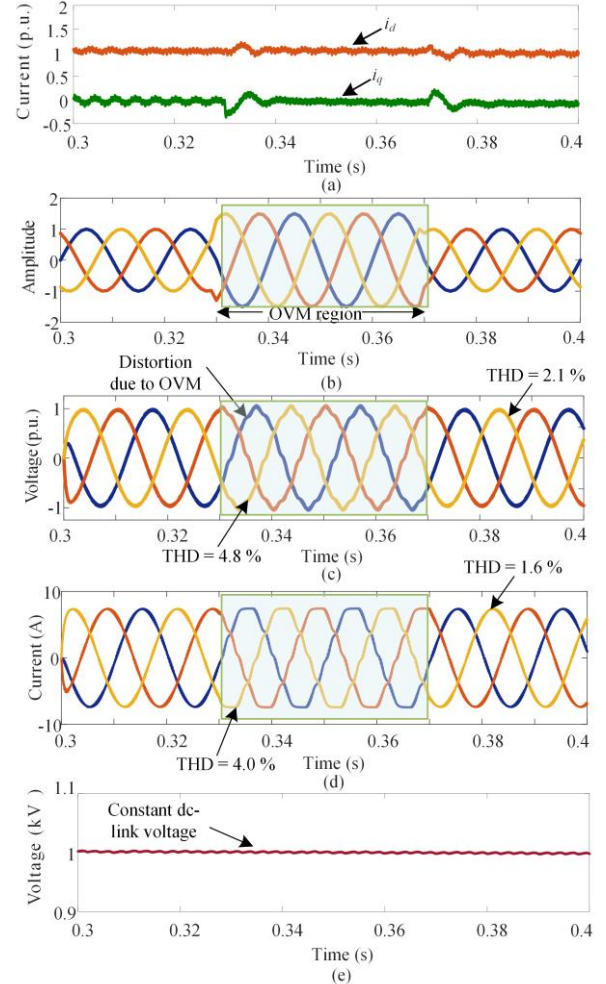 Current (p.u.)
2
1.5
1
0
-0.5
i_d
i_q
0.3 0.32 0.34 0.36 0.38 0.4
Time (s)
(a)
Amplitude
2
1
0
-1
-2
OVM region
0.3 0.32 0.34 0.36 0.38 0.4
Distortion
due to OVM
(b)
THD = 2.1 %
Voltage (p.u.)
1
0
-1
0.3 0.32 0.34 0.36 0.38 0.4
THD = 4.8 %
Time (s)
(c)
THD = 1.6 %
Current (A)
10
0
-10
0.3 0.32 0.34 0.36 0.38 0.4
THD = 4.0 %
Time (s)
(d)
Voltage (kV)
1.1
1
0.9
Constant dc-
link voltage
0.3 0.32 0.34 0.36 0.38 0.4
Time (s)
(e)